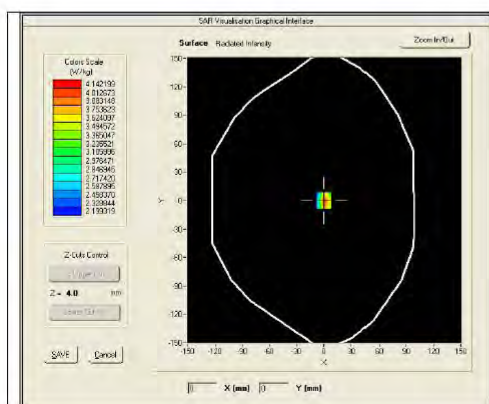 SAR Visualisation Graphical Interface
Surface Radiated Intensity
Zoom In/Out
Colors Scale
(W/kg)
4.142199
4.012673
3.883148
3.753623
3.624097
3.494572
3.365047
3.235521
3.105996
2.976471
2.846945
2.717420
2.587895
2.458370
2.328844
2.199319
150
120
90
60
30
0
-30
-60
-90
-120
-150
Y
-150 -120 -90 -60 -30 0 30 60 90 120 150
X
Z-Cuts Control
Z = 4.0 mm
SAVE Cancel
0 X (mm) 0 Y (mm)